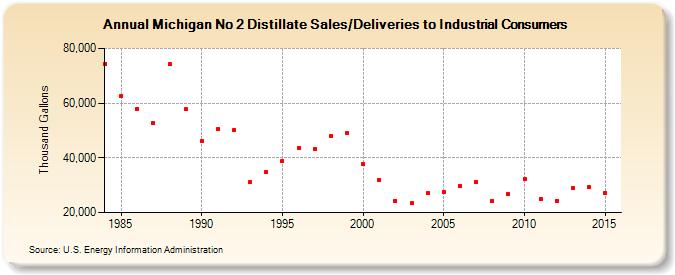 Annual Michigan No 2 Distillate Sales/Deliveries to Industrial Consumers
Thousand Gallons
80,000
60,000
40,000
20,000
1985 1990 1995 2000 2005 2010 2015
Source: U.S. Energy Information Administration